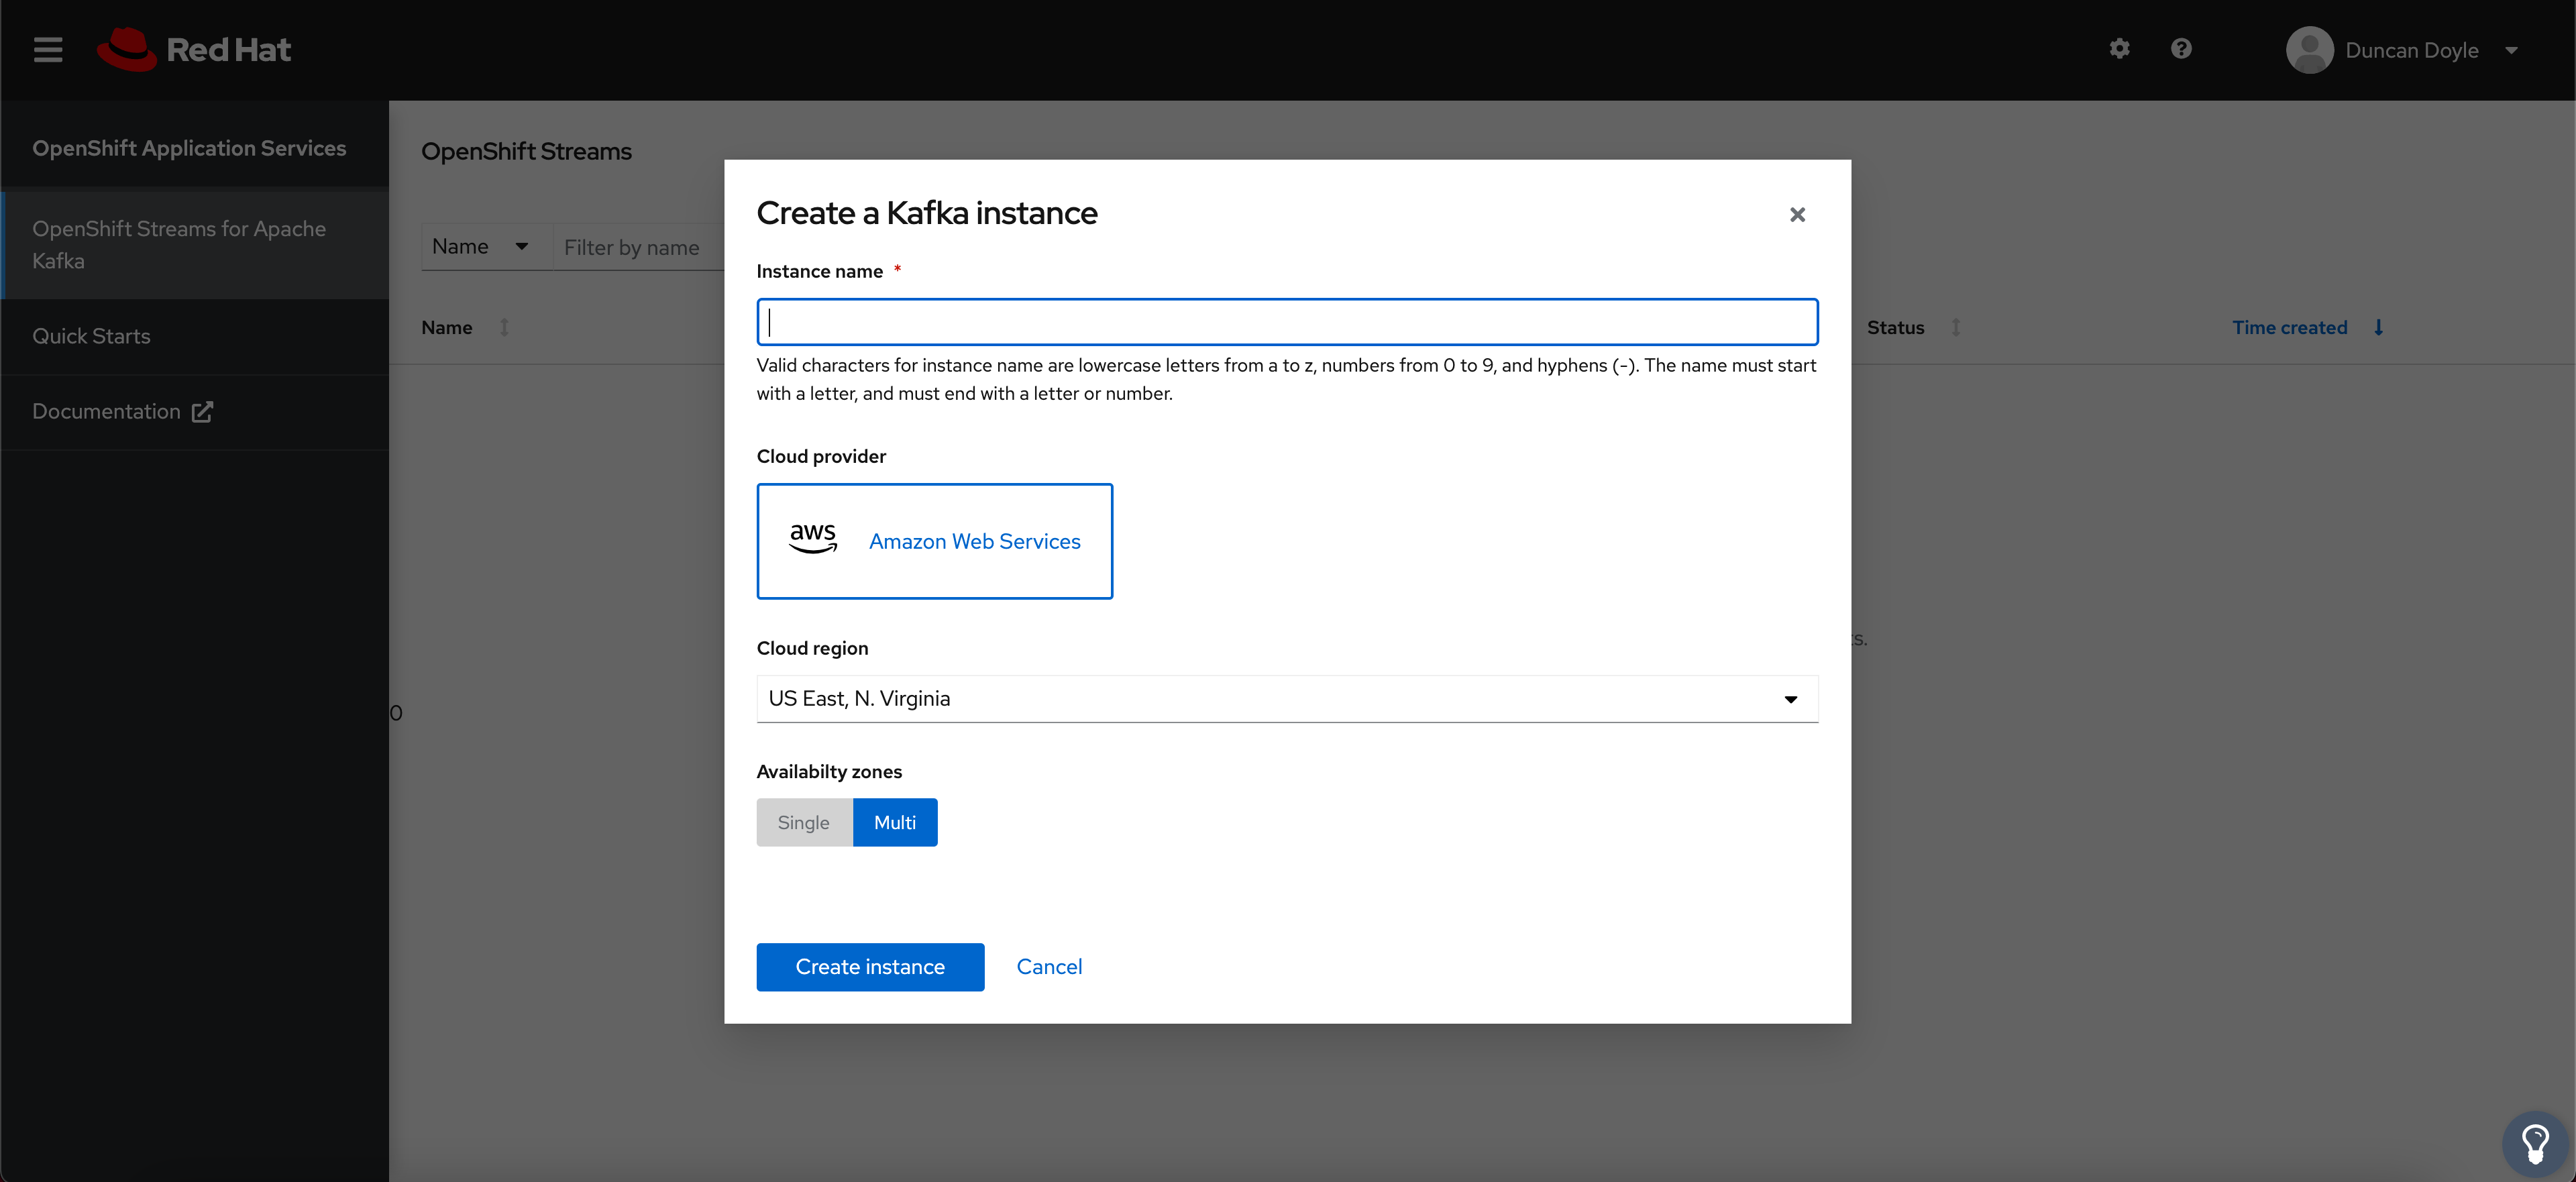 Red Hat
Duncan Doyle
OpenShift Application Services
OpenShift Streams for Apache
Kafka
Quick Starts
Documentation
OpenShift Streams
Name
Filter by name
Name
Status
Time created
ts.
0
Create a Kafka instance
Instance name *
Valid characters for instance name are lowercase letters from a to z, numbers from 0 to 9, and hyphens (-). The name must start
with a letter, and must end with a letter or number.
Cloud provider
aws
Amazon Web Services
Cloud region
US East, N. Virginia
Availabilty zones
Single
Multi
Create instance
Cancel